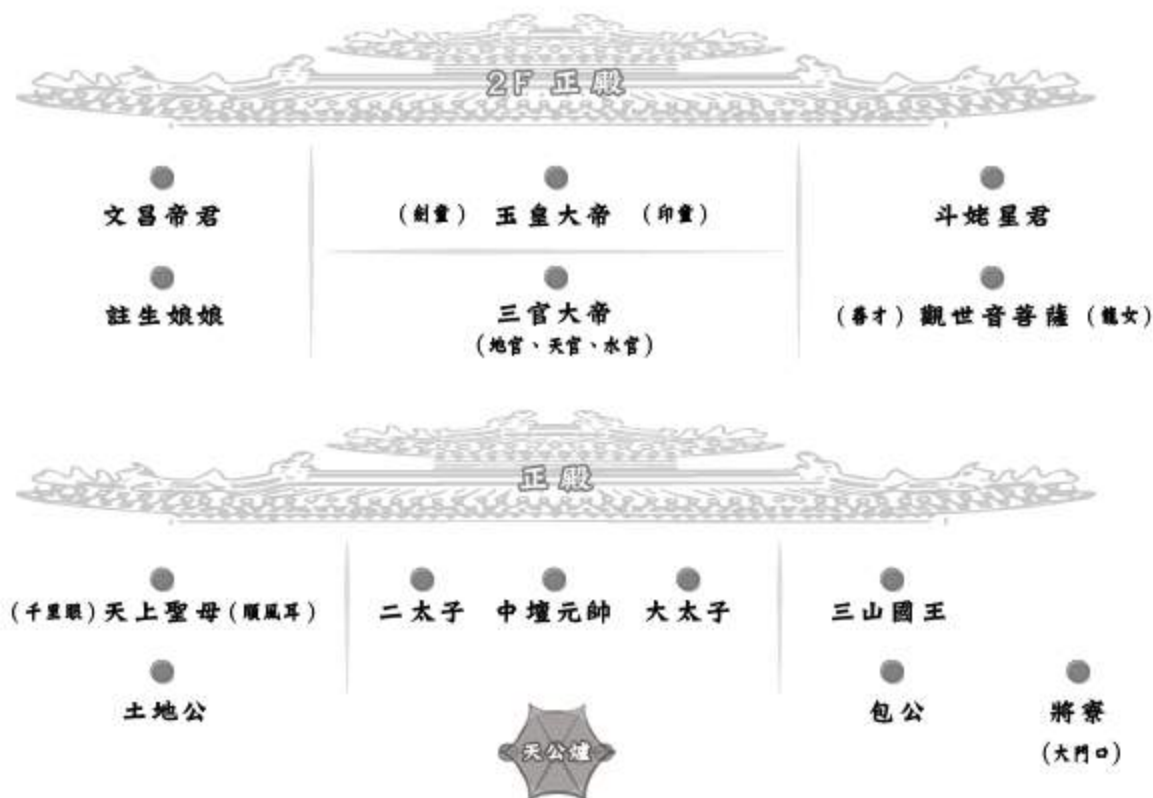 2F 正殿
文昌帝君
(劍童) 玉皇大帝 (印童)
斗姥星君
註生娘娘
三官大帝
(地官、天官、水官)
(善才) 觀世音菩薩 (龍女)
正殿
(千里眼) 天上聖母 (順風耳)
二太子
中壇元帥
大太子
三山國王
土地公
包公
將寮
(大門口)
天公爐